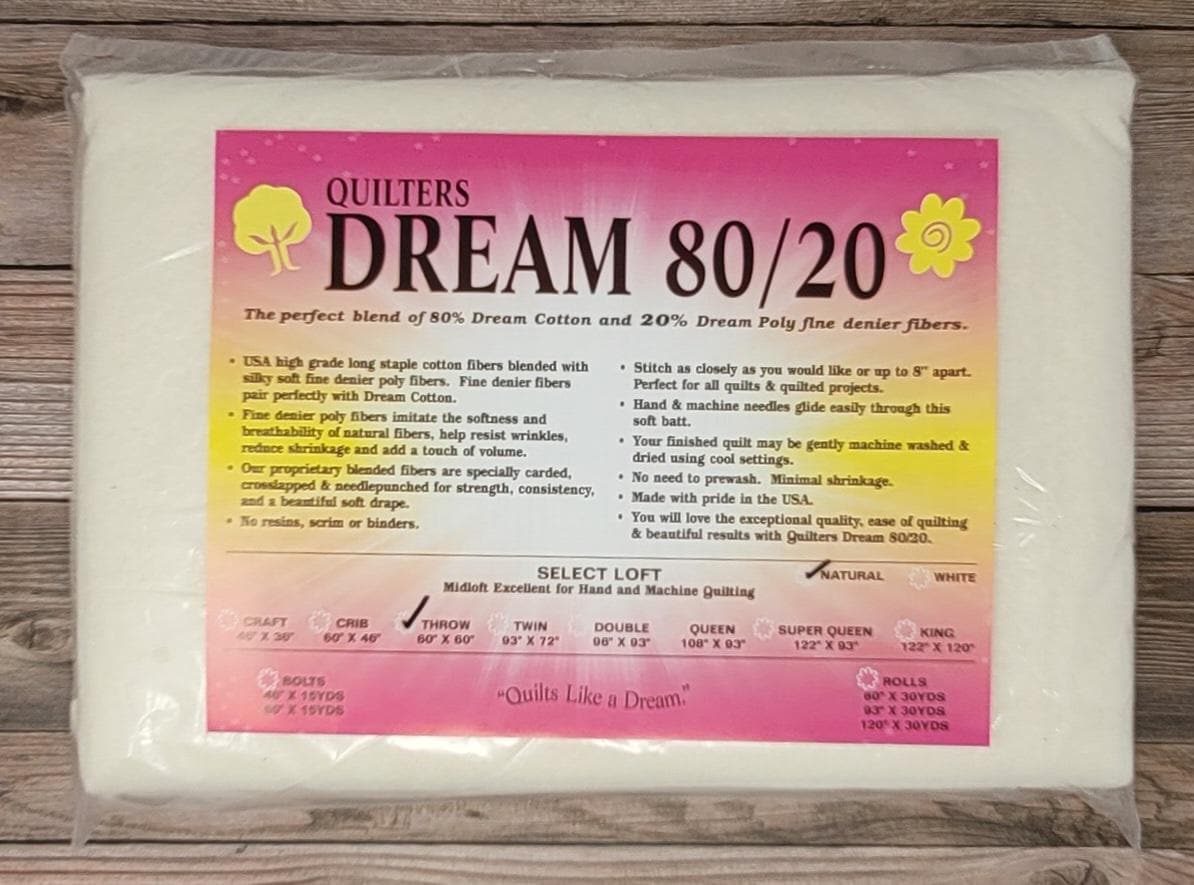 QUILTERS
DREAM 80/20
The perfect blend of 80% Dream Cotton and 20% Dream Poly fine denier fibers.
• USA high grade long staple cotton fibers blended with
silky soft fine denier poly fibers. Fine denier fibers
pair perfectly with Dream Cotton.
• Fine denier poly fibers imitate the softness and
breathability of natural fibers, help resist wrinkles,
reduce shrinkage and add a touch of volume.
• Our proprietary blended fibers are specially carded,
crosslapped & needlepunched for strength, consistency,
and a beautiful soft drape.
• No resins, scrim or binders.
• Stitch as closely as you would like or up to 8" apart.
Perfect for all quilts & quilted projects.
• Hand & machine needles glide easily through this
soft batt.
• Your finished quilt may be gently machine washed &
dried using cool settings.
• No need to prewash. Minimal shrinkage.
• Made with pride in the USA.
• You will love the exceptional quality, ease of quilting
& beautiful results with Quilters Dream 80/20.
SELECT LOFT
Midloft Excellent for Hand and Machine Quilting
✓ NATURAL WHITE
CRAFT CRIB ✓ THROW TWIN DOUBLE QUEEN SUPER QUEEN KING
46" X 36" 60" X 46" 60" X 60" 93" X 72" 96" X 93" 108" X 93" 122" X 93" 122" X 120"
BOLTS
X 15YDS
X 15YDS
"Quilts Like a Dream."
ROLLS
60" X 30YDS
93" X 30YDS
120" X 30YDS